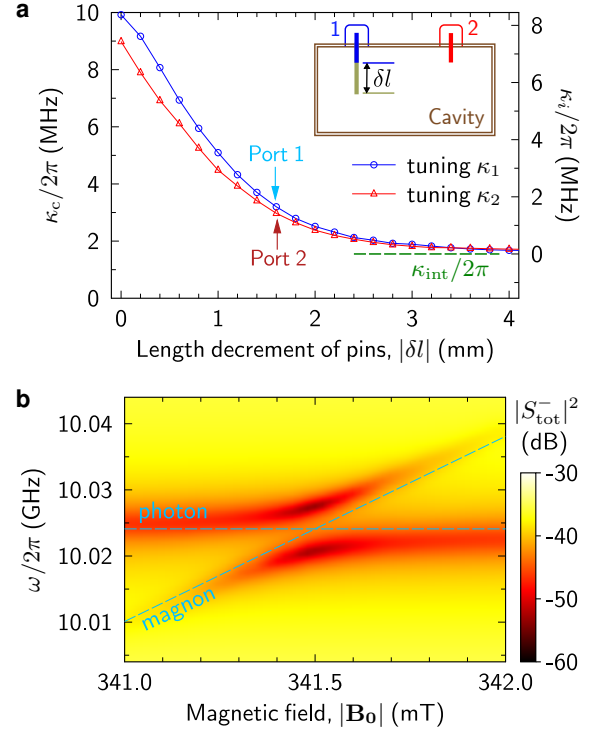 a
10
8
6
4
2
0
κc/2π (MHz)
1
2
δl
Cavity
Port 1
Port 2
tuning κ1
tuning κ2
κint/2π
8
6
4
2
0
κi/2π (MHz)
0
1
2
3
4
Length decrement of pins, |δl| (mm)
b
10.04
10.03
10.02
10.01
ω/2π (GHz)
photon
magnon
341.0
341.5
342.0
Magnetic field, |B0| (mT)
|S−tot|2
(dB)
-30
-40
-50
-60